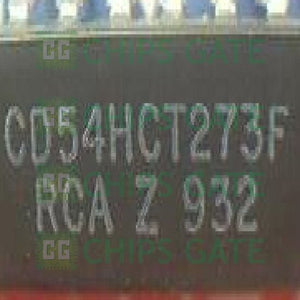 CHIPS GATE
CD54HCT273F
RCA Z 932
CHIPS GATE